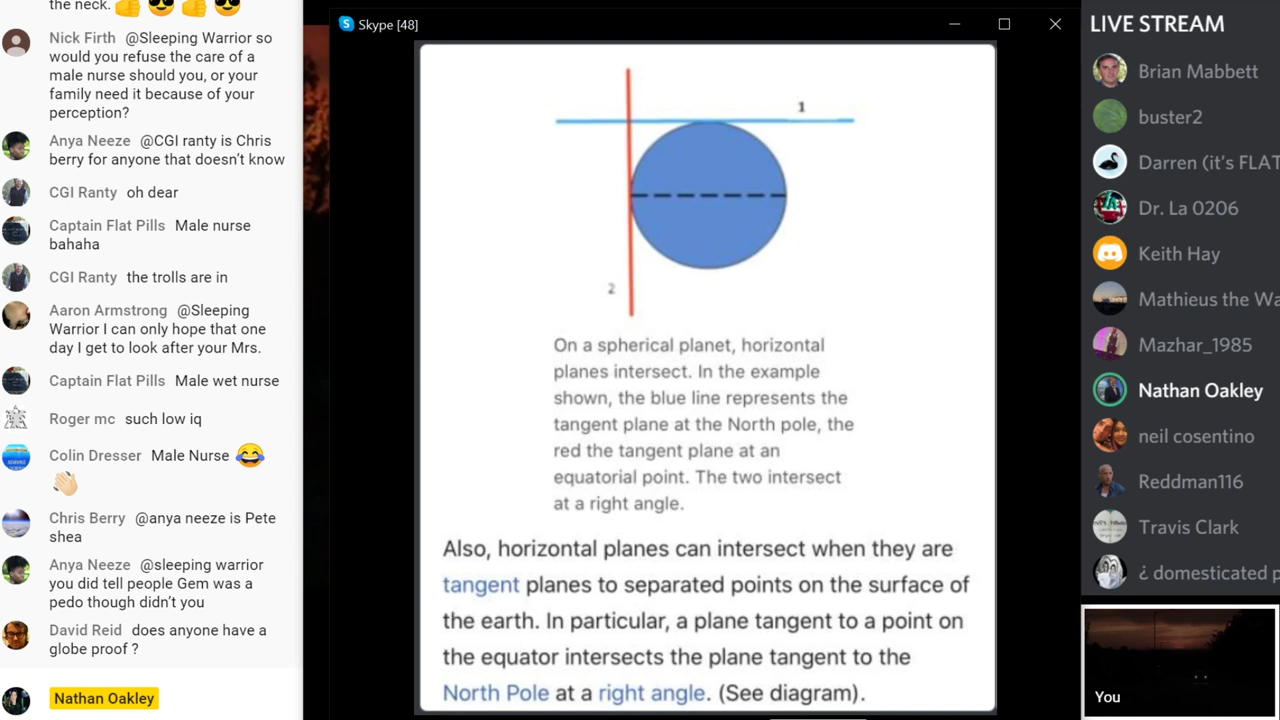 the neck. 👍😎👍😎
Nick Firth @Sleeping Warrior so
would you refuse the care of a
male nurse should you, or your
family need it because of your
perception?
Anya Neeze @CGI ranty is Chris
berry for anyone that doesn't know
CGI Ranty oh dear
Captain Flat Pills Male nurse
bahaha
CGI Ranty the trolls are in
Aaron Armstrong @Sleeping
Warrior I can only hope that one
day I get to look after your Mrs.
Captain Flat Pills Male wet nurse
Roger mc such low iq
Colin Dresser Male Nurse 😂
👋🏻
Chris Berry @anya neeze is Pete
shea
Anya Neeze @sleeping warrior
you did tell people Gem was a
pedo though didn't you
David Reid does anyone have a
globe proof ?
Nathan Oakley
Skype [48]
1
2
On a spherical planet, horizontal
planes intersect. In the example
shown, the blue line represents the
tangent plane at the North pole, the
red the tangent plane at an
equatorial point. The two intersect
at a right angle.
Also, horizontal planes can intersect when they are
tangent planes to separated points on the surface of
the earth. In particular, a plane tangent to a point on
the equator intersects the plane tangent to the
North Pole at a right angle. (See diagram).
LIVE STREAM
Brian Mabbett
buster2
Darren (it's FLAT
Dr. La 0206
Keith Hay
Mathieus the Wa
Mazhar_1985
Nathan Oakley
neil cosentino
Reddman116
Travis Clark
¿ domesticated p
You